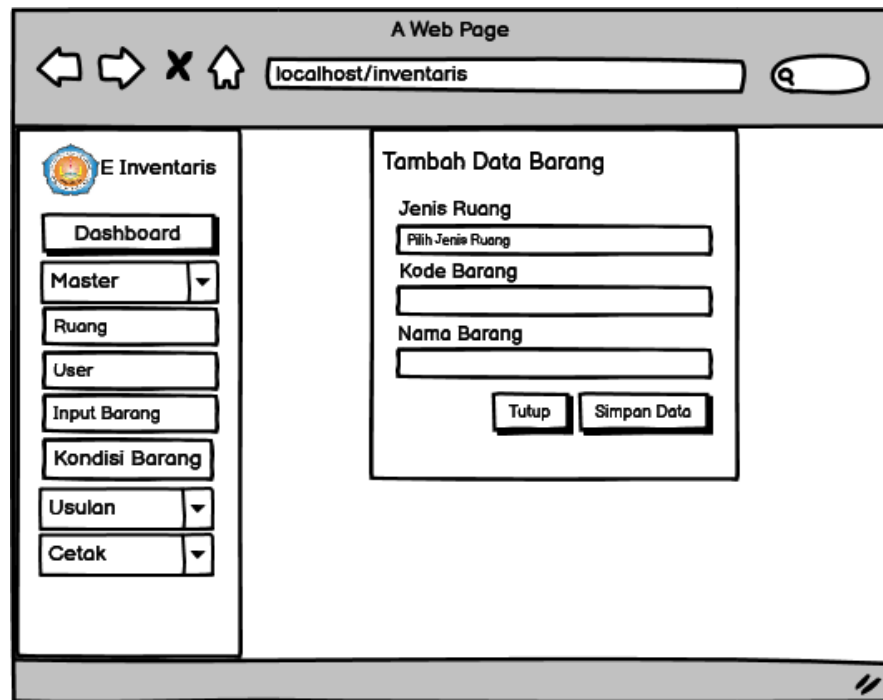 A Web Page
localhost/inventaris
E Inventaris
Dashboard
Master
Ruang
User
Input Barang
Kondisi Barang
Usulan
Cetak
Tambah Data Barang
Jenis Ruang
Pilih Jenis Ruang
Kode Barang
Nama Barang
Tutup
Simpan Data